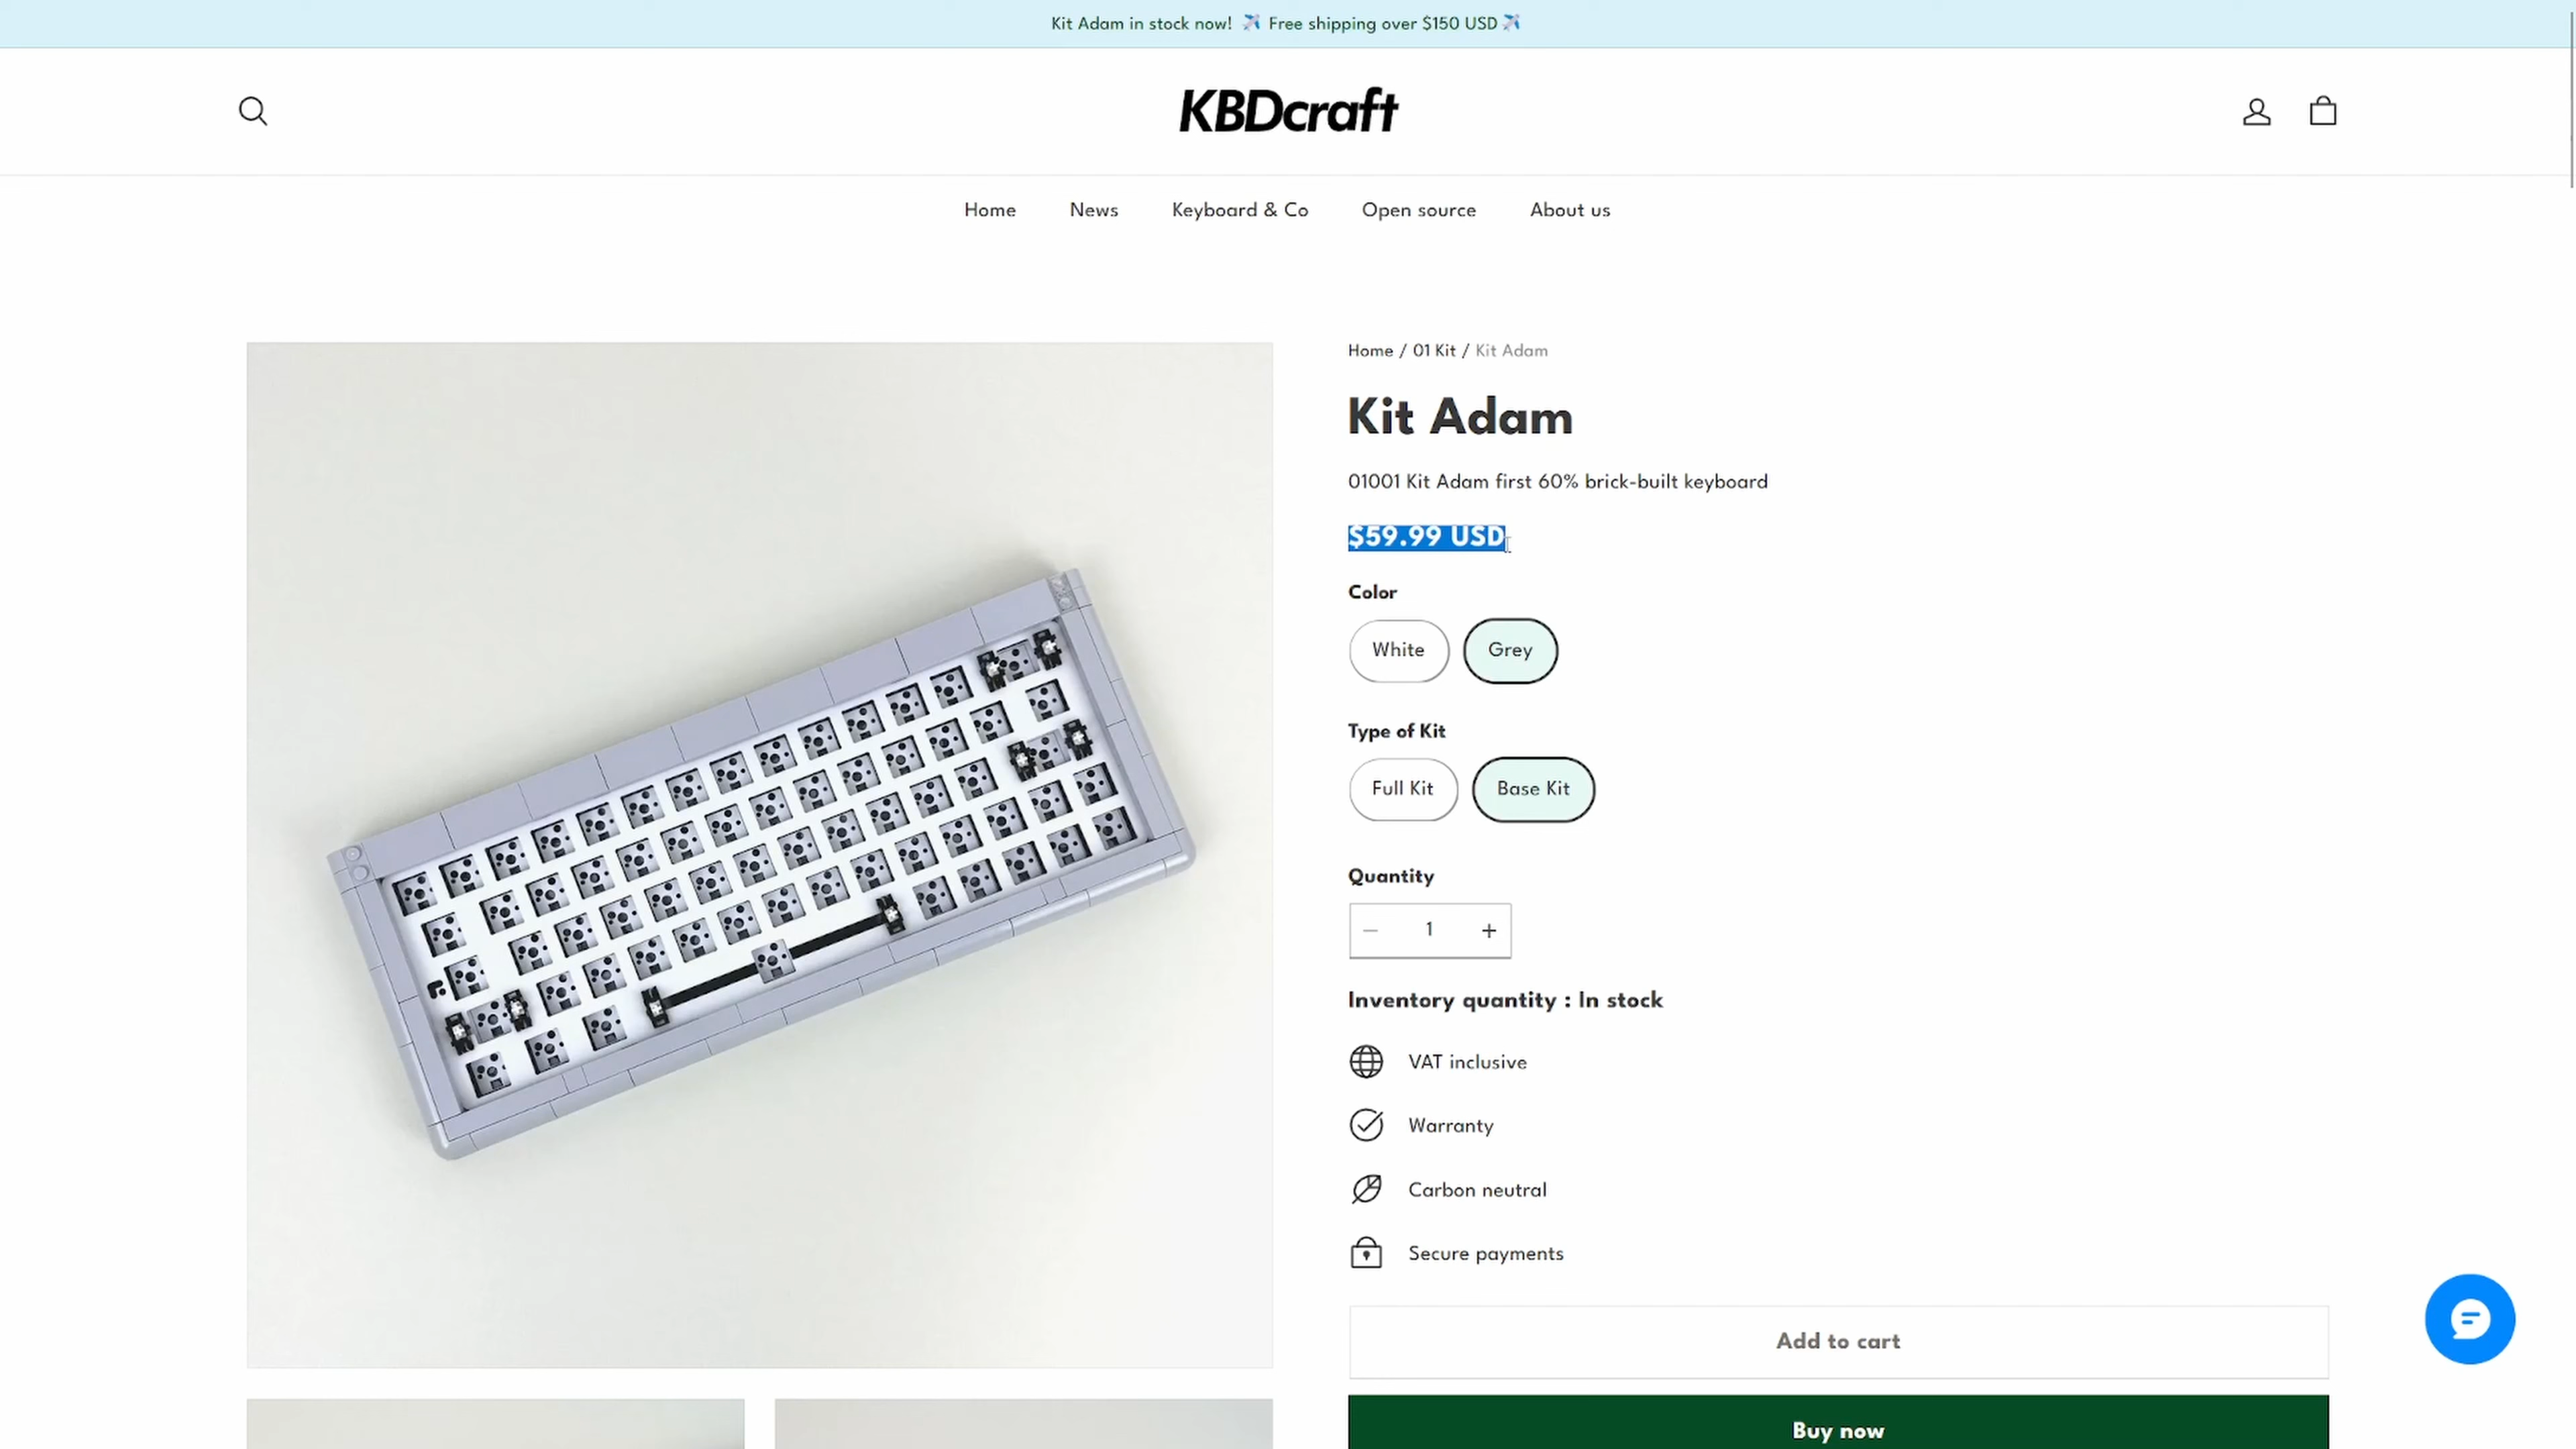 Kit Adam in stock now! ✈️ Free shipping over $150 USD ✈️
KBDcraft
Home News Keyboard & Co Open source About us
Home / 01 Kit / Kit Adam
Kit Adam
01001 Kit Adam first 60% brick-built keyboard
$59.99 USD
Color
White Grey
Type of Kit
Full Kit Base Kit
Quantity
− 1 +
Inventory quantity : In stock
VAT inclusive
Warranty
Carbon neutral
Secure payments
Add to cart
Buy now